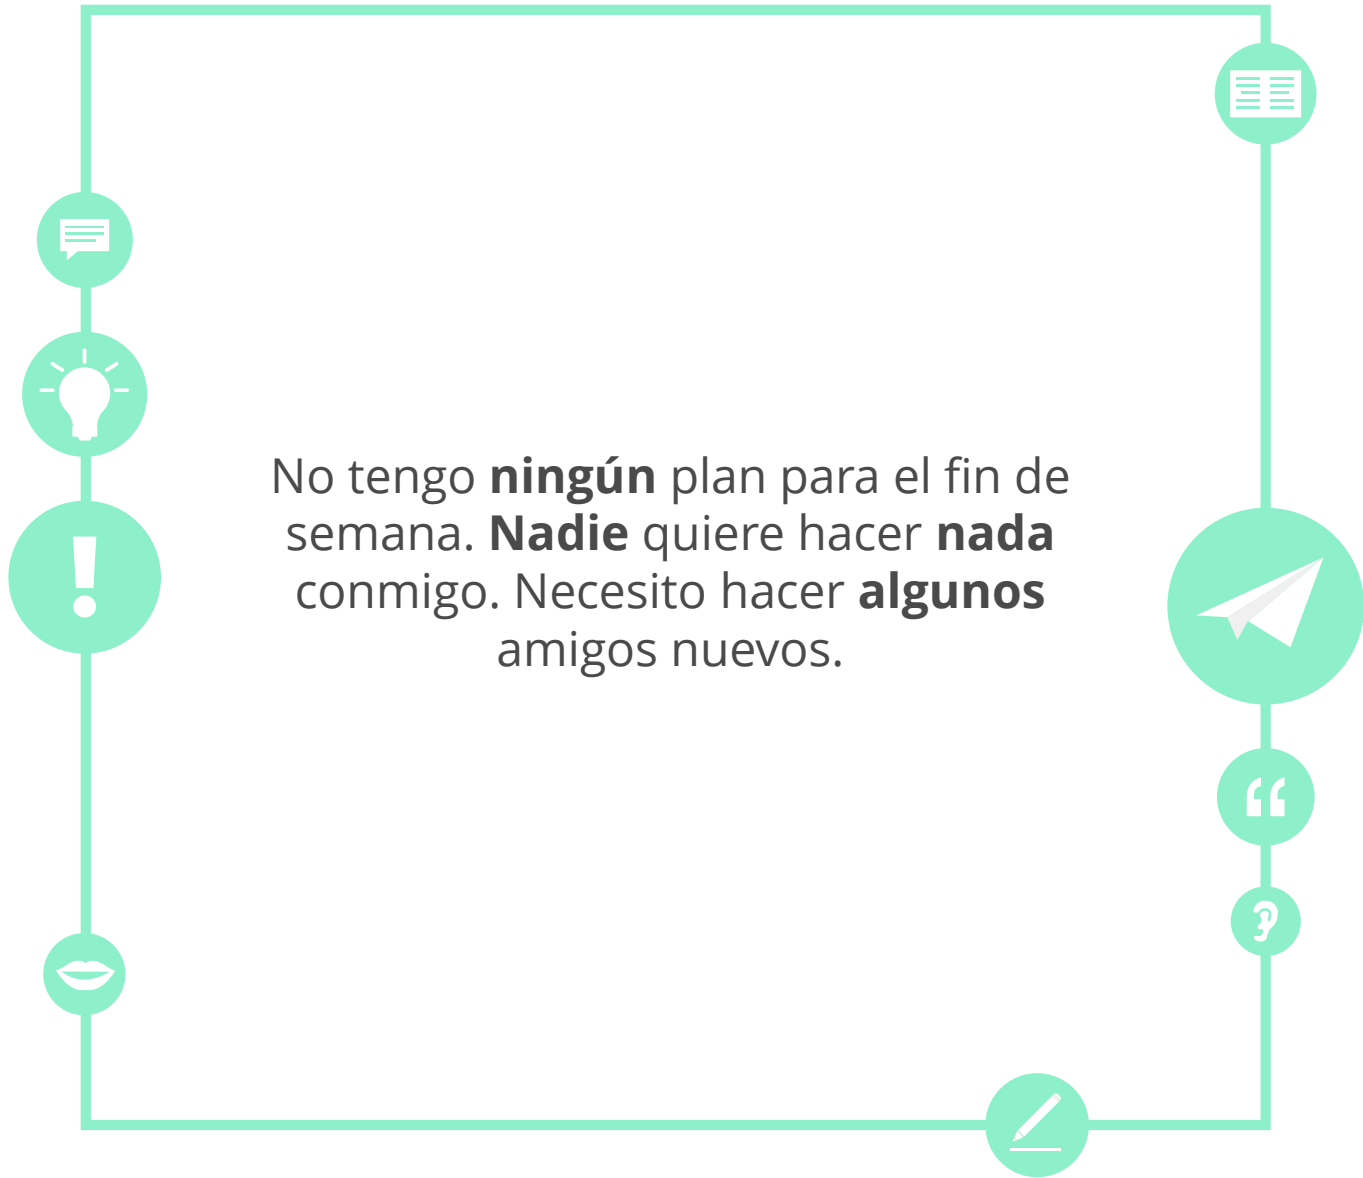 No tengo ningún plan para el fin de
semana. Nadie quiere hacer nada
conmigo. Necesito hacer algunos
amigos nuevos.